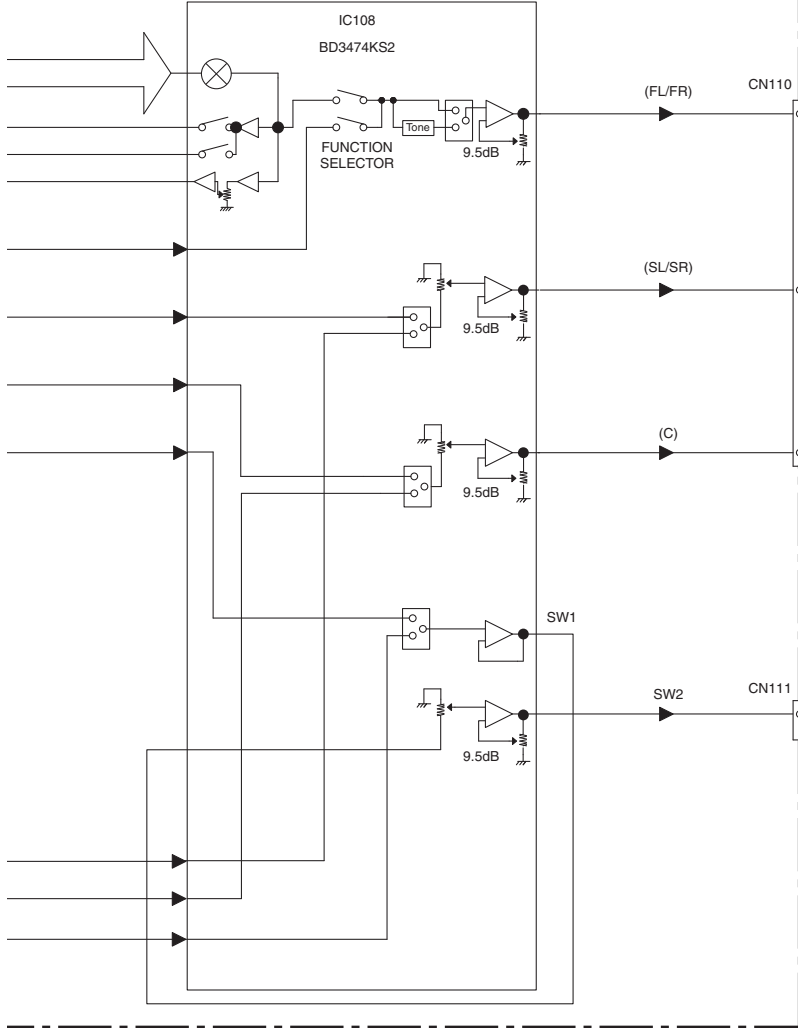 IC108
BD3474KS2
CN110
(FL/FR)
Tone
FUNCTION
SELECTOR
9.5dB
(SL/SR)
9.5dB
(C)
9.5dB
SW1
SW2
CN111
9.5dB